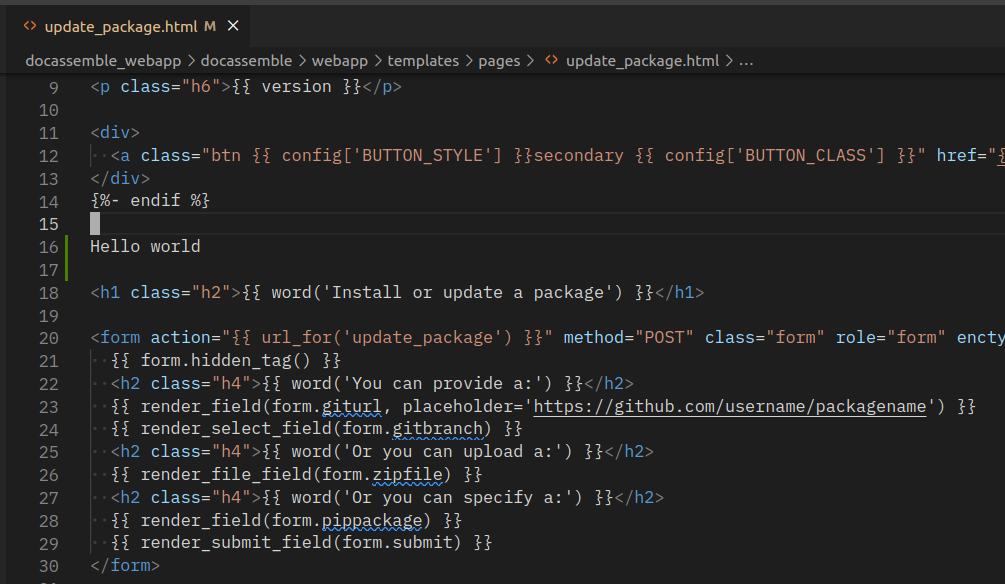 <> update_package.html M ×
docassemble_webapp > docassemble > webapp > templates > pages > <> update_package.html > ...
9 <p class="h6">{{ version }}</p>
10
11 <div>
12 <a class="btn {{ config['BUTTON_STYLE'] }}secondary {{ config['BUTTON_CLASS'] }}" href="{
13 </div>
14 {%- endif %}
15
16 Hello world
17
18 <h1 class="h2">{{ word('Install or update a package') }}</h1>
19
20 <form action="{{ url_for('update_package') }}" method="POST" class="form" role="form" encty
21 {{ form.hidden_tag() }}
22 <h2 class="h4">{{ word('You can provide a:') }}</h2>
23 {{ render_field(form.giturl, placeholder='https://github.com/username/packagename') }}
24 {{ render_select_field(form.gitbranch) }}
25 <h2 class="h4">{{ word('Or you can upload a:') }}</h2>
26 {{ render_file_field(form.zipfile) }}
27 <h2 class="h4">{{ word('Or you can specify a:') }}</h2>
28 {{ render_field(form.pippackage) }}
29 {{ render_submit_field(form.submit) }}
30 </form>